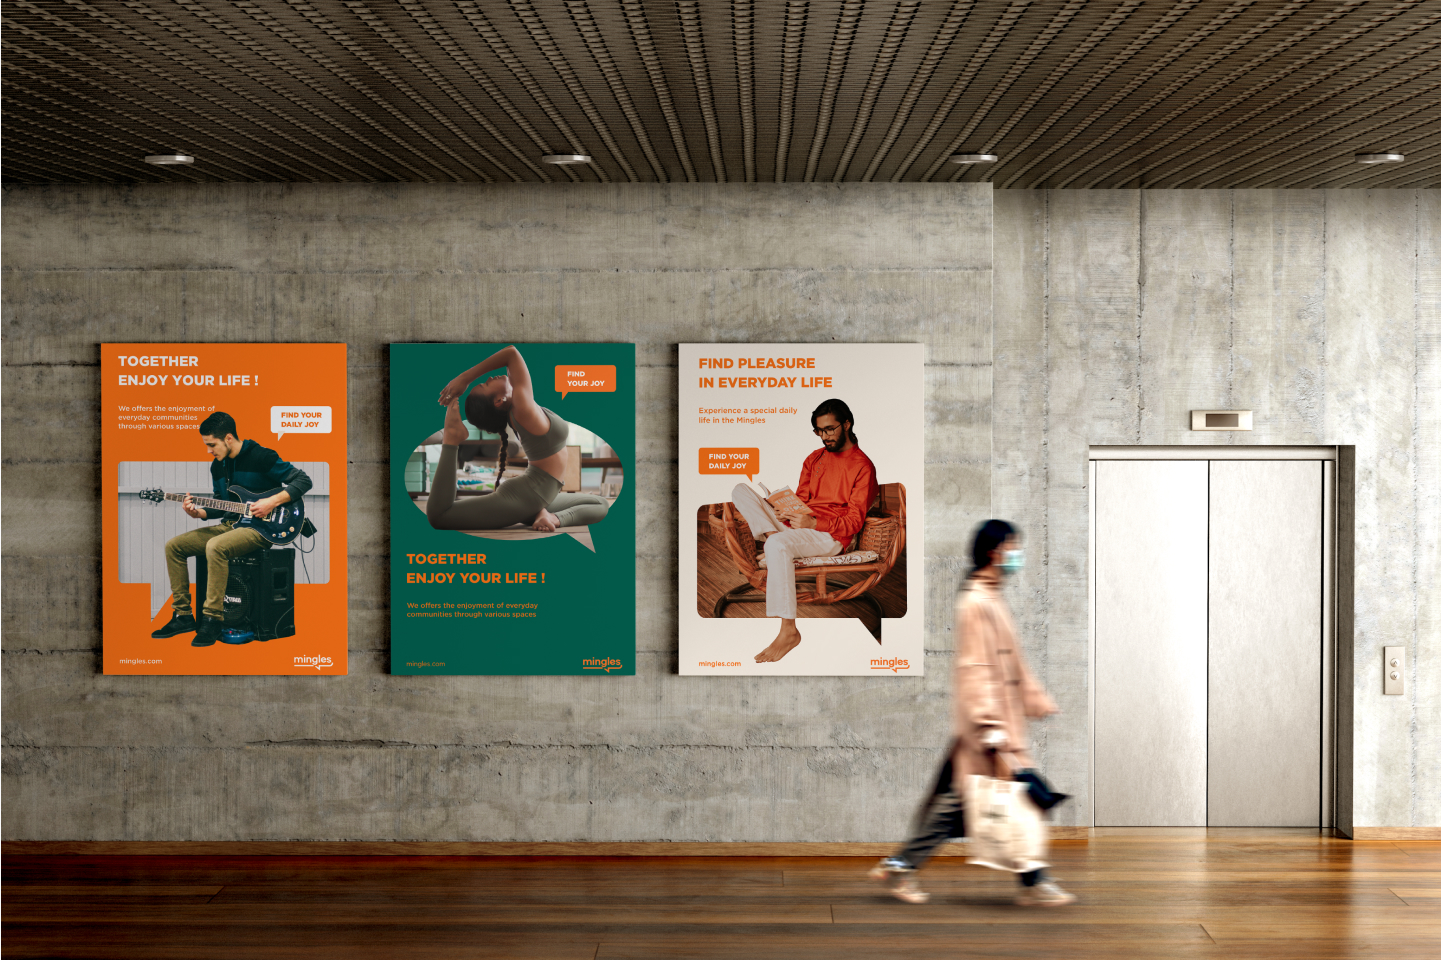 TOGETHER
ENJOY YOUR LIFE !
We offers the enjoyment of
everyday communities
through various spaces
FIND YOUR
DAILY JOY
mingles.com
mingles
FIND
YOUR JOY
TOGETHER
ENJOY YOUR LIFE !
We offers the enjoyment of everyday
communities through various spaces
mingles.com
mingles
FIND PLEASURE
IN EVERYDAY LIFE
Experience a special daily
life in the Mingles
FIND YOUR
DAILY JOY
mingles.com
mingles